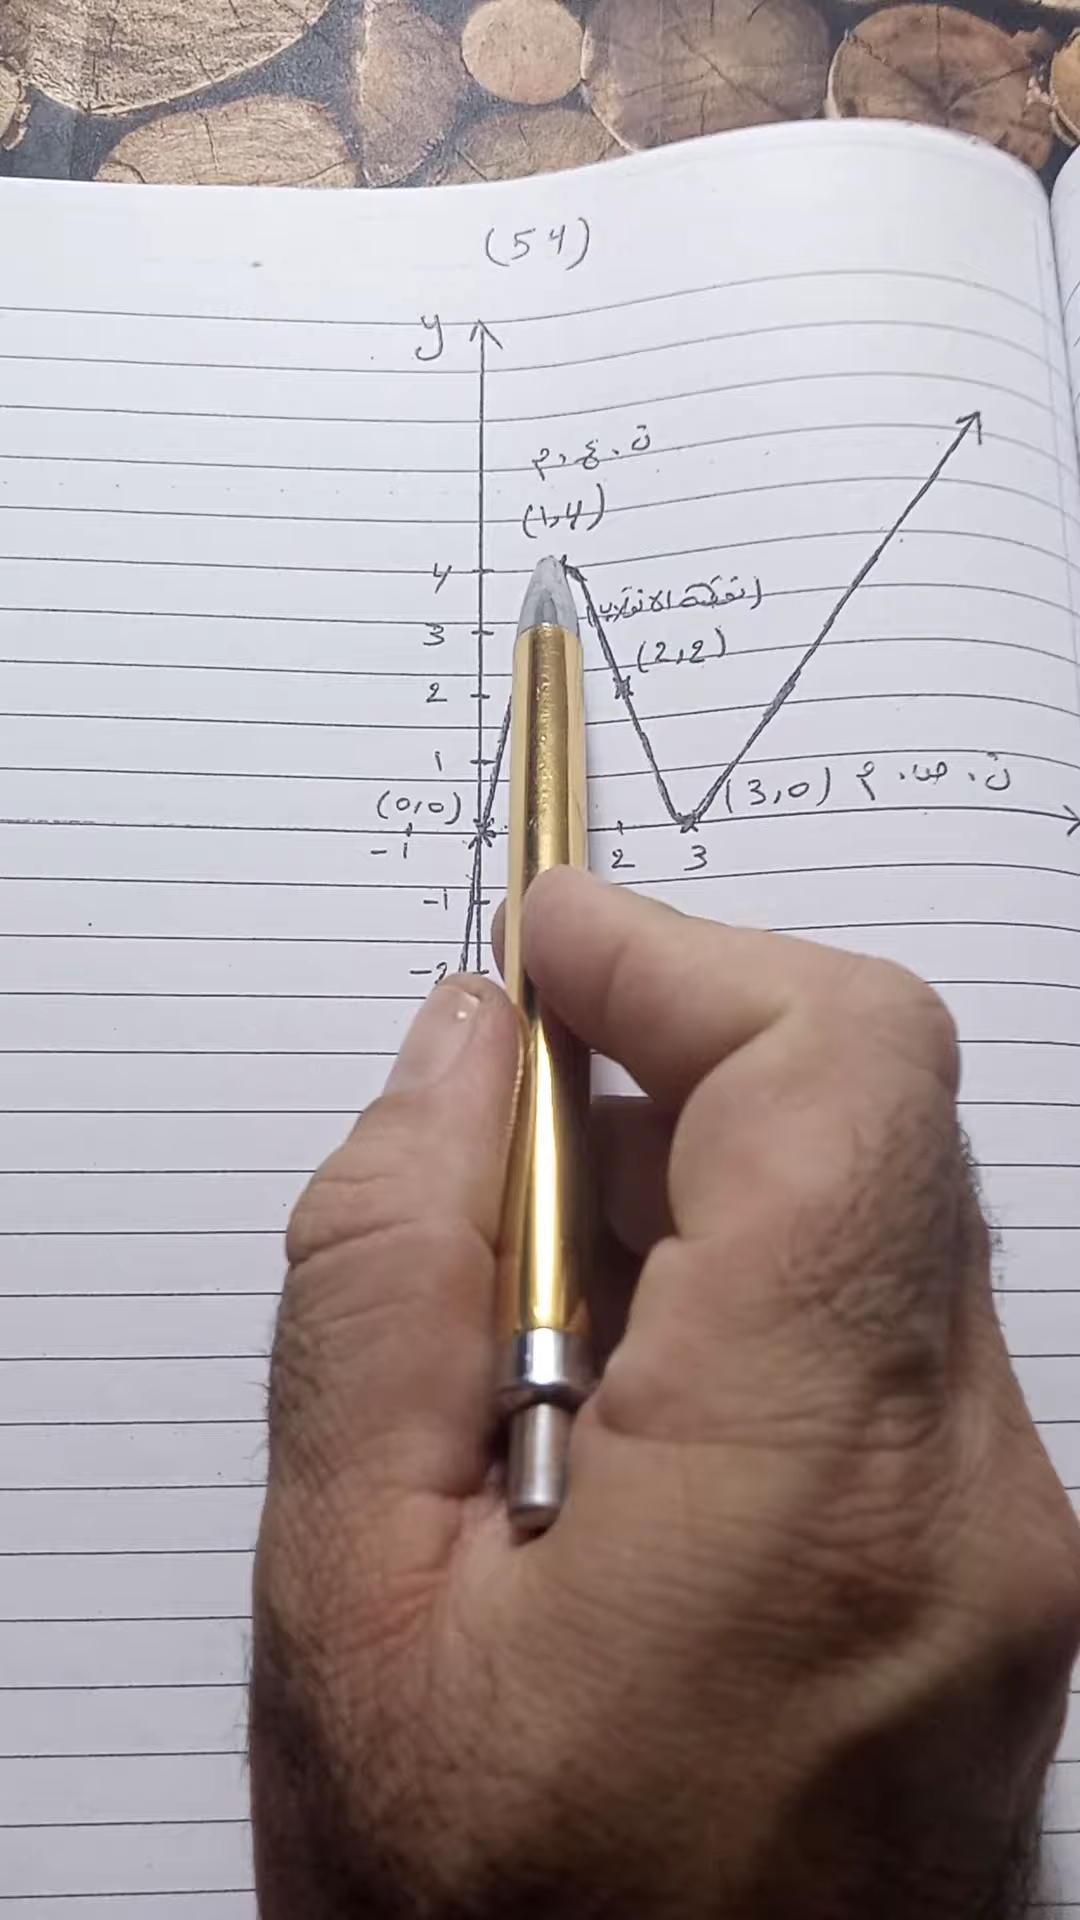 (54)
y
ن.ع.م
(1,4)
4
(نقطة الانقلاب)
3
(2,2)
2
1
(3,0) ن.ص.م
(0,0)
-1 2 3
-1
-2